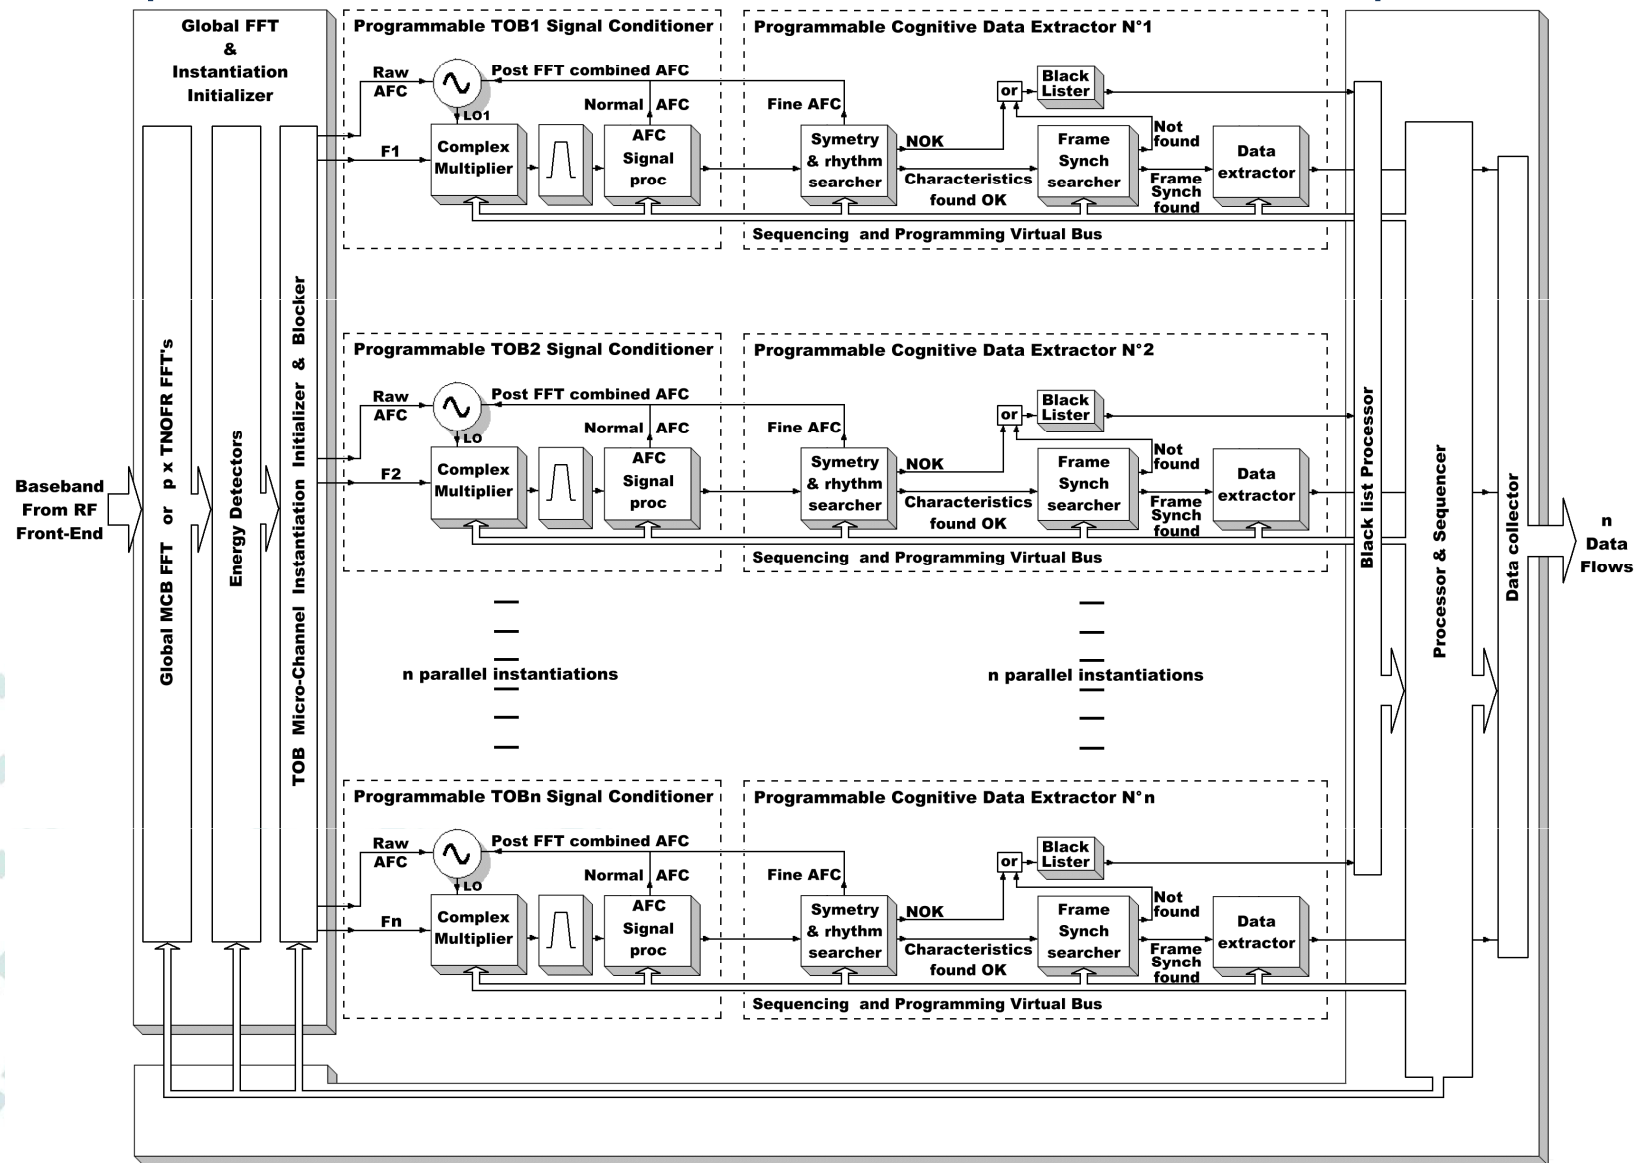 Global FFT
&
Instantiation
Initializer
Programmable TOB1 Signal Conditioner
Programmable Cognitive Data Extractor N°1
Raw
AFC
Post FFT combined AFC
Normal AFC
Fine AFC
LO1
F1
Complex
Multiplier
AFC
Signal
proc
Symetry
& rhythm
searcher
NOK
Characteristics
found OK
or
Black
Lister
Frame
Synch
searcher
Not
found
Frame
Synch
found
Data
extractor
Sequencing and Programming Virtual Bus
Programmable TOB2 Signal Conditioner
Programmable Cognitive Data Extractor N°2
Raw
AFC
Post FFT combined AFC
Normal AFC
Fine AFC
LO
F2
Complex
Multiplier
AFC
Signal
proc
Symetry
& rhythm
searcher
NOK
Characteristics
found OK
or
Black
Lister
Frame
Synch
searcher
Not
found
Frame
Synch
found
Data
extractor
Sequencing and Programming Virtual Bus
n parallel instantiations
n parallel instantiations
Programmable TOBn Signal Conditioner
Programmable Cognitive Data Extractor N°n
Raw
AFC
Post FFT combined AFC
Normal AFC
Fine AFC
LO
Fn
Complex
Multiplier
AFC
Signal
proc
Symetry
& rhythm
searcher
NOK
Characteristics
found OK
or
Black
Lister
Frame
Synch
searcher
Not
found
Frame
Synch
found
Data
extractor
Sequencing and Programming Virtual Bus
Baseband
From RF
Front-End
Global MCB FFT or p x TNOFR FFT's
Energy Detectors
TOB Micro-Channel Instantiation Initializer & Blocker
Black list Processor
Processor & Sequencer
Data collector
n
Data
Flows